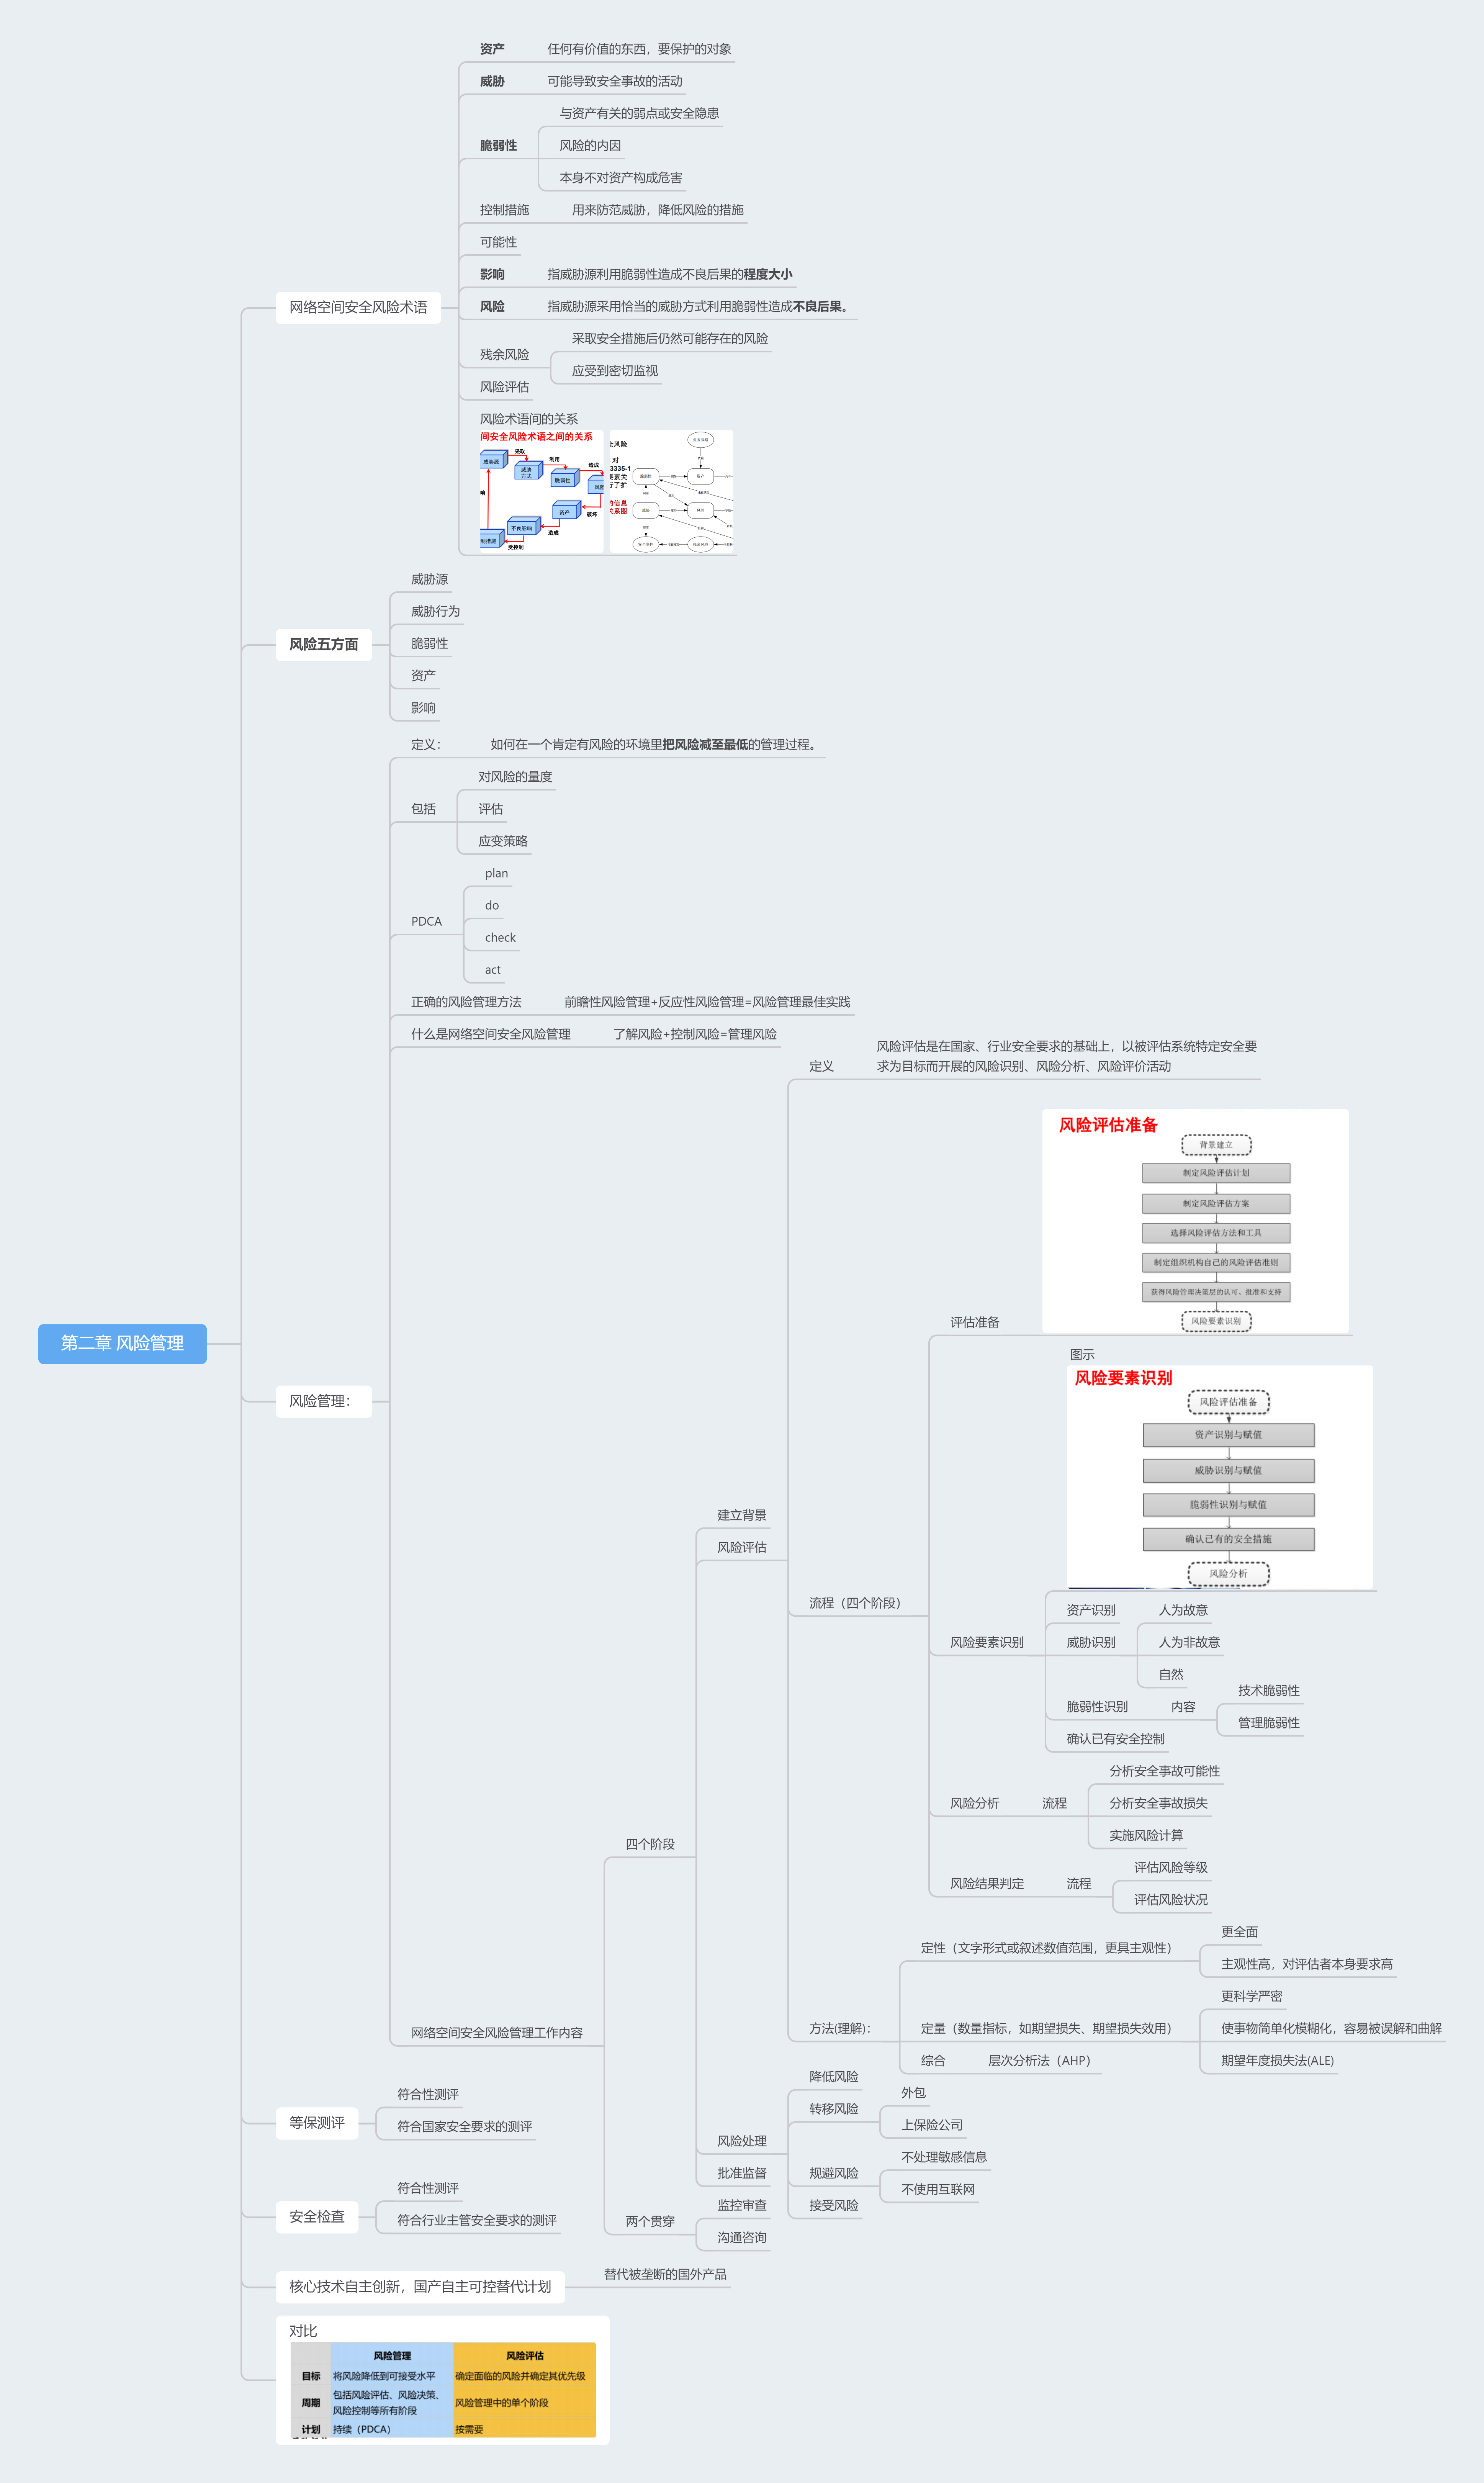 资产 任何有价值的东西，要保护的对象
威胁 可能导致安全事故的活动
脆弱性
与资产有关的弱点或安全隐患
风险的内因
本身不对资产构成危害
控制措施 用来防范威胁，降低风险的措施
可能性
影响 指威胁源利用脆弱性造成不良后果的程度大小
风险 指威胁源采用恰当的威胁方式利用脆弱性造成不良后果。
残余风险
采取安全措施后仍然可能存在的风险
应受到密切监视
风险评估
风险术语间的关系
间安全风险术语之间的关系
威胁源
采取
威胁
方式
利用
脆弱性
造成
风险
破坏
资产
造成
不良影响
受控制
制措施
响
全风险
对
3335-1
要素关
行了扩
的信息
关系图
脆弱性
资产
威胁
风险
网络空间安全风险术语
风险五方面
威胁源
威胁行为
脆弱性
资产
影响
第二章 风险管理
风险管理：
定义： 如何在一个肯定有风险的环境里把风险减至最低的管理过程。
包括
对风险的量度
评估
应变策略
PDCA
plan
do
check
act
正确的风险管理方法 前瞻性风险管理+反应性风险管理=风险管理最佳实践
什么是网络空间安全风险管理 了解风险+控制风险=管理风险
网络空间安全风险管理工作内容
四个阶段
建立背景
风险评估
定义
风险评估是在国家、行业安全要求的基础上，以被评估系统特定安全要
求为目标而开展的风险识别、风险分析、风险评价活动
流程（四个阶段）
评估准备
风险评估准备
背景建立
制定风险评估计划
制定风险评估方案
选择风险评估方法和工具
制定组织机构自己的风险评估准则
获得风险管理决策层的认可、批准和支持
风险要素识别
风险要素识别
图示
风险要素识别
风险评估准备
资产识别与赋值
威胁识别与赋值
脆弱性识别与赋值
确认已有的安全措施
风险分析
资产识别
威胁识别
人为故意
人为非故意
自然
脆弱性识别 内容
技术脆弱性
管理脆弱性
确认已有安全控制
风险分析 流程
分析安全事故可能性
分析安全事故损失
实施风险计算
风险结果判定 流程
评估风险等级
评估风险状况
方法(理解)：
定性（文字形式或叙述数值范围，更具主观性）
更全面
主观性高，对评估者本身要求高
定量（数量指标，如期望损失、期望损失效用）
更科学严密
使事物简单化模糊化，容易被误解和曲解
期望年度损失法(ALE)
综合 层次分析法（AHP）
风险处理
降低风险
转移风险
外包
上保险公司
规避风险
不处理敏感信息
不使用互联网
接受风险
批准监督
两个贯穿
监控审查
沟通咨询
等保测评
符合性测评
符合国家安全要求的测评
安全检查
符合性测评
符合行业主管安全要求的测评
核心技术自主创新，国产自主可控替代计划 替代被垄断的国外产品
对比
风险管理 风险评估
目标 将风险降低到可接受水平 确定面临的风险并确定其优先级
周期 包括风险评估、风险决策、风险控制等所有阶段 风险管理中的单个阶段
计划 持续（PDCA） 按需要